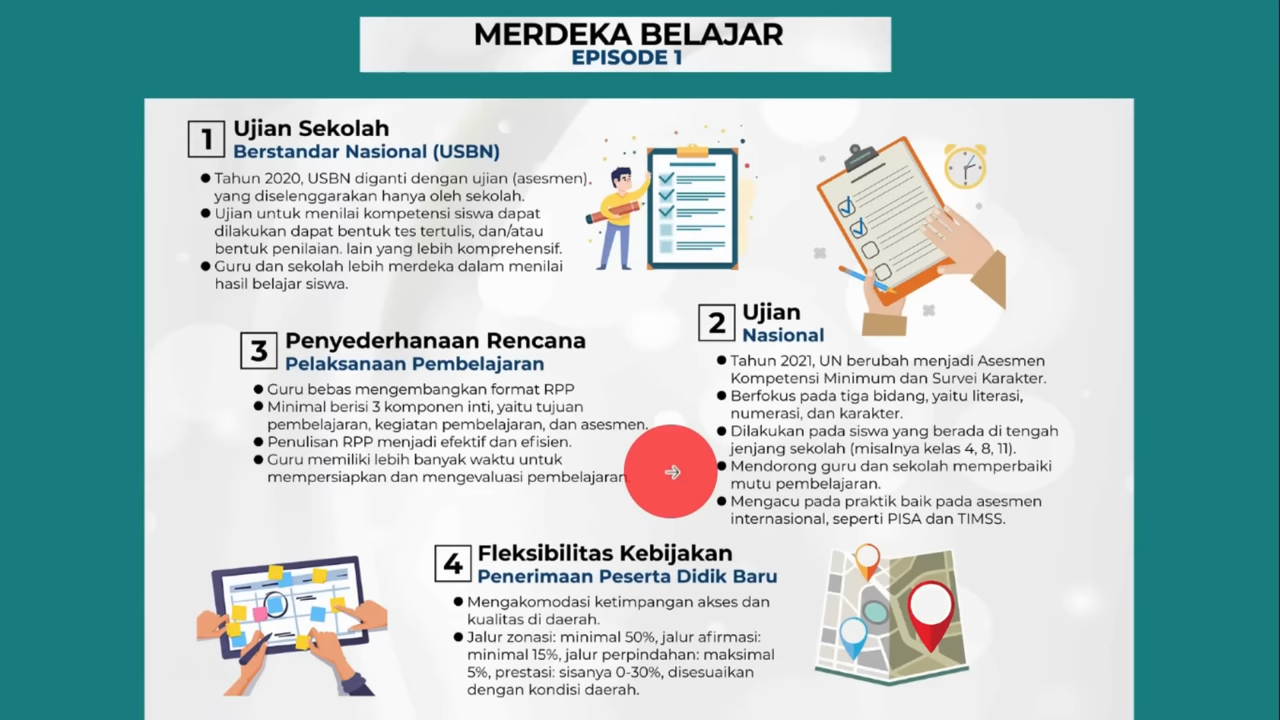 MERDEKA BELAJAR
EPISODE 1
1
Ujian Sekolah
Berstandar Nasional (USBN)
● Tahun 2020, USBN diganti dengan ujian (asesmen),
yang diselenggarakan hanya oleh sekolah.
● Ujian untuk menilai kompetensi siswa dapat
dilakukan dapat bentuk tes tertulis, dan/atau
bentuk penilaian. lain yang lebih komprehensif.
● Guru dan sekolah lebih merdeka dalam menilai
hasil belajar siswa.
2
Ujian
Nasional
● Tahun 2021, UN berubah menjadi Asesmen
Kompetensi Minimum dan Survei Karakter.
● Berfokus pada tiga bidang, yaitu literasi,
numerasi, dan karakter.
● Dilakukan pada siswa yang berada di tengah
jenjang sekolah (misalnya kelas 4, 8, 11).
● Mendorong guru dan sekolah memperbaiki
mutu pembelajaran.
● Mengacu pada praktik baik pada asesmen
internasional, seperti PISA dan TIMSS.
3
Penyederhanaan Rencana
Pelaksanaan Pembelajaran
● Guru bebas mengembangkan format RPP
● Minimal berisi 3 komponen inti, yaitu tujuan
pembelajaran, kegiatan pembelajaran, dan asesmen.
● Penulisan RPP menjadi efektif dan efisien.
● Guru memiliki lebih banyak waktu untuk
mempersiapkan dan mengevaluasi pembelajaran.
4
Fleksibilitas Kebijakan
Penerimaan Peserta Didik Baru
● Mengakomodasi ketimpangan akses dan
kualitas di daerah.
● Jalur zonasi: minimal 50%, jalur afirmasi:
minimal 15%, jalur perpindahan: maksimal
5%, prestasi: sisanya 0-30%, disesuaikan
dengan kondisi daerah.